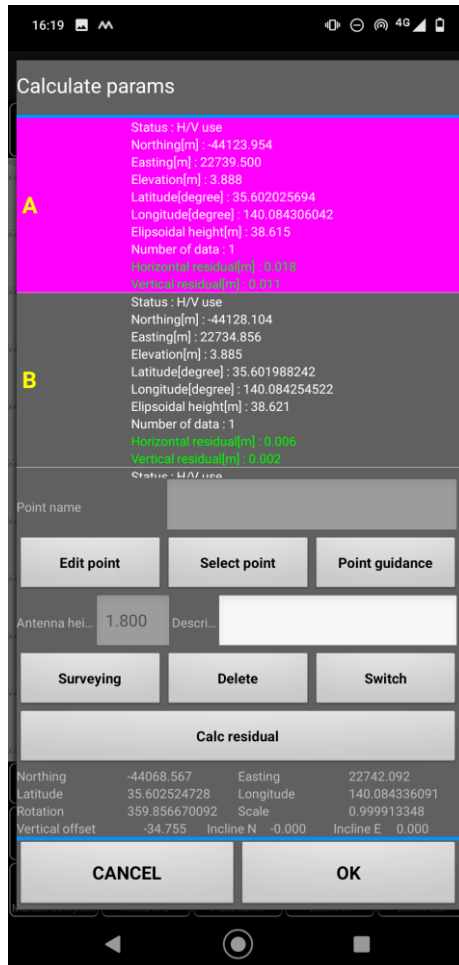 16:19 4G
Calculate params
Status : H/V use
Northing[m] : -44123.954
Easting[m] : 22739.500
Elevation[m] : 3.888
A Latitude[degree] : 35.602025694
Longitude[degree] : 140.084306042
Elipsoidal height[m] : 38.615
Number of data : 1
Horizontal residual[m] : 0.018
Vertical residual[m] : 0.011
Status : H/V use
Northing[m] : -44128.104
Easting[m] : 22734.856
Elevation[m] : 3.885
B Latitude[degree] : 35.601988242
Longitude[degree] : 140.084254522
Elipsoidal height[m] : 38.621
Number of data : 1
Horizontal residual[m] : 0.006
Vertical residual[m] : 0.002
Status : H/V use
Point name
Edit point Select point Point guidance
Antenna hei... 1.800 Descri...
Surveying Delete Switch
Calc residual
Northing -44068.567 Easting 22742.092
Latitude 35.602524728 Longitude 140.084336091
Rotation 359.856670092 Scale 0.999913348
Vertical offset -34.755 Incline N -0.000 Incline E 0.000
CANCEL OK